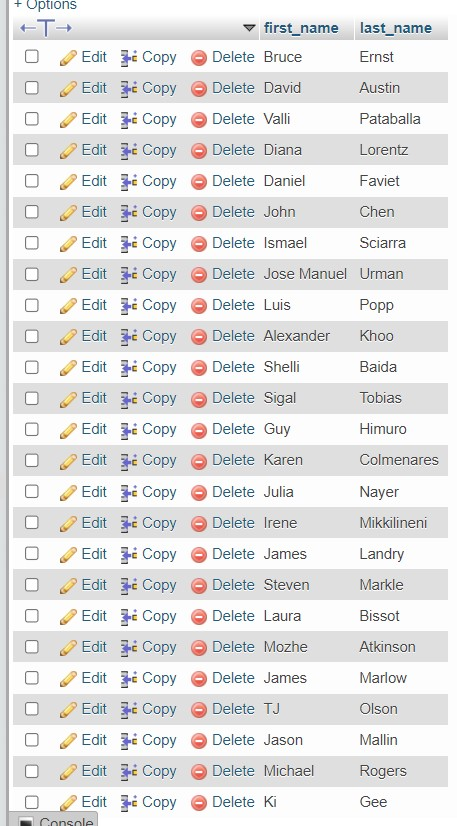 + Options
first_name last_name
Edit Copy Delete Bruce Ernst
Edit Copy Delete David Austin
Edit Copy Delete Valli Pataballa
Edit Copy Delete Diana Lorentz
Edit Copy Delete Daniel Faviet
Edit Copy Delete John Chen
Edit Copy Delete Ismael Sciarra
Edit Copy Delete Jose Manuel Urman
Edit Copy Delete Luis Popp
Edit Copy Delete Alexander Khoo
Edit Copy Delete Shelli Baida
Edit Copy Delete Sigal Tobias
Edit Copy Delete Guy Himuro
Edit Copy Delete Karen Colmenares
Edit Copy Delete Julia Nayer
Edit Copy Delete Irene Mikkilineni
Edit Copy Delete James Landry
Edit Copy Delete Steven Markle
Edit Copy Delete Laura Bissot
Edit Copy Delete Mozhe Atkinson
Edit Copy Delete James Marlow
Edit Copy Delete TJ Olson
Edit Copy Delete Jason Mallin
Edit Copy Delete Michael Rogers
Edit Copy Delete Ki Gee
Console